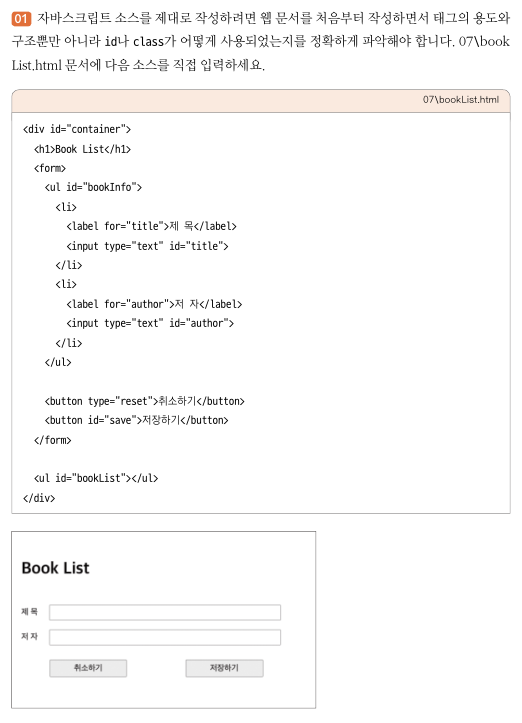 01 자바스크립트 소스를 제대로 작성하려면 웹 문서를 처음부터 작성하면서 태그의 용도와
구조뿐만 아니라 id나 class가 어떻게 사용되었는지를 정확하게 파악해야 합니다. 07\book
List.html 문서에 다음 소스를 직접 입력하세요.
07\bookList.html
<div id="container">
  <h1>Book List</h1>
  <form>
    <ul id="bookInfo">
      <li>
        <label for="title">제 목</label>
        <input type="text" id="title">
      </li>
      <li>
        <label for="author">저 자</label>
        <input type="text" id="author">
      </li>
    </ul>

    <button type="reset">취소하기</button>
    <button id="save">저장하기</button>
  </form>

  <ul id="bookList"></ul>
</div>
Book List
제 목
저 자
취소하기 저장하기